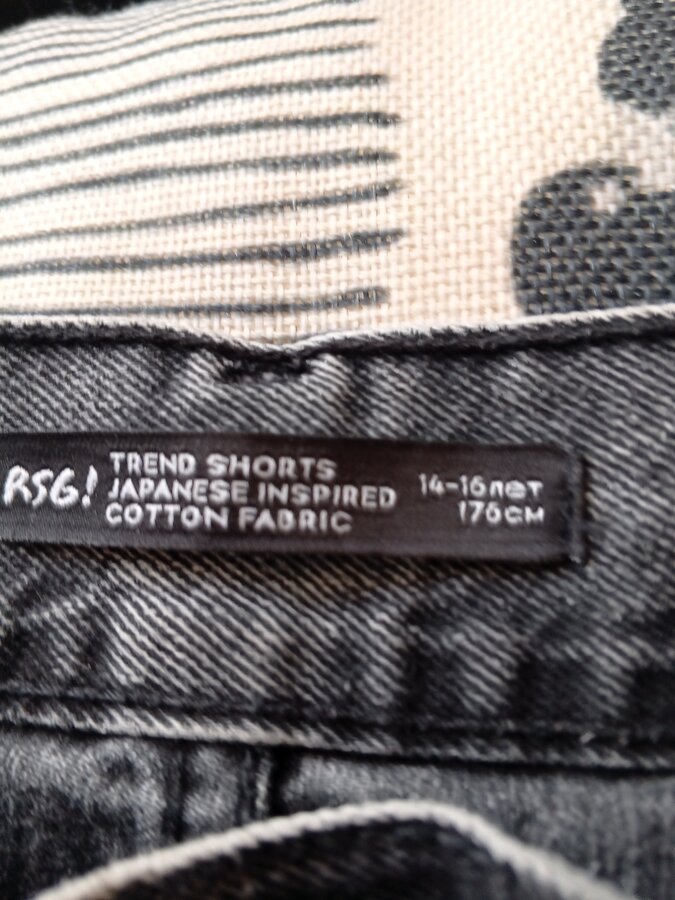 RSG!
TREND SHORTS
JAPANESE INSPIRED
COTTON FABRIC
14-16лет
176см